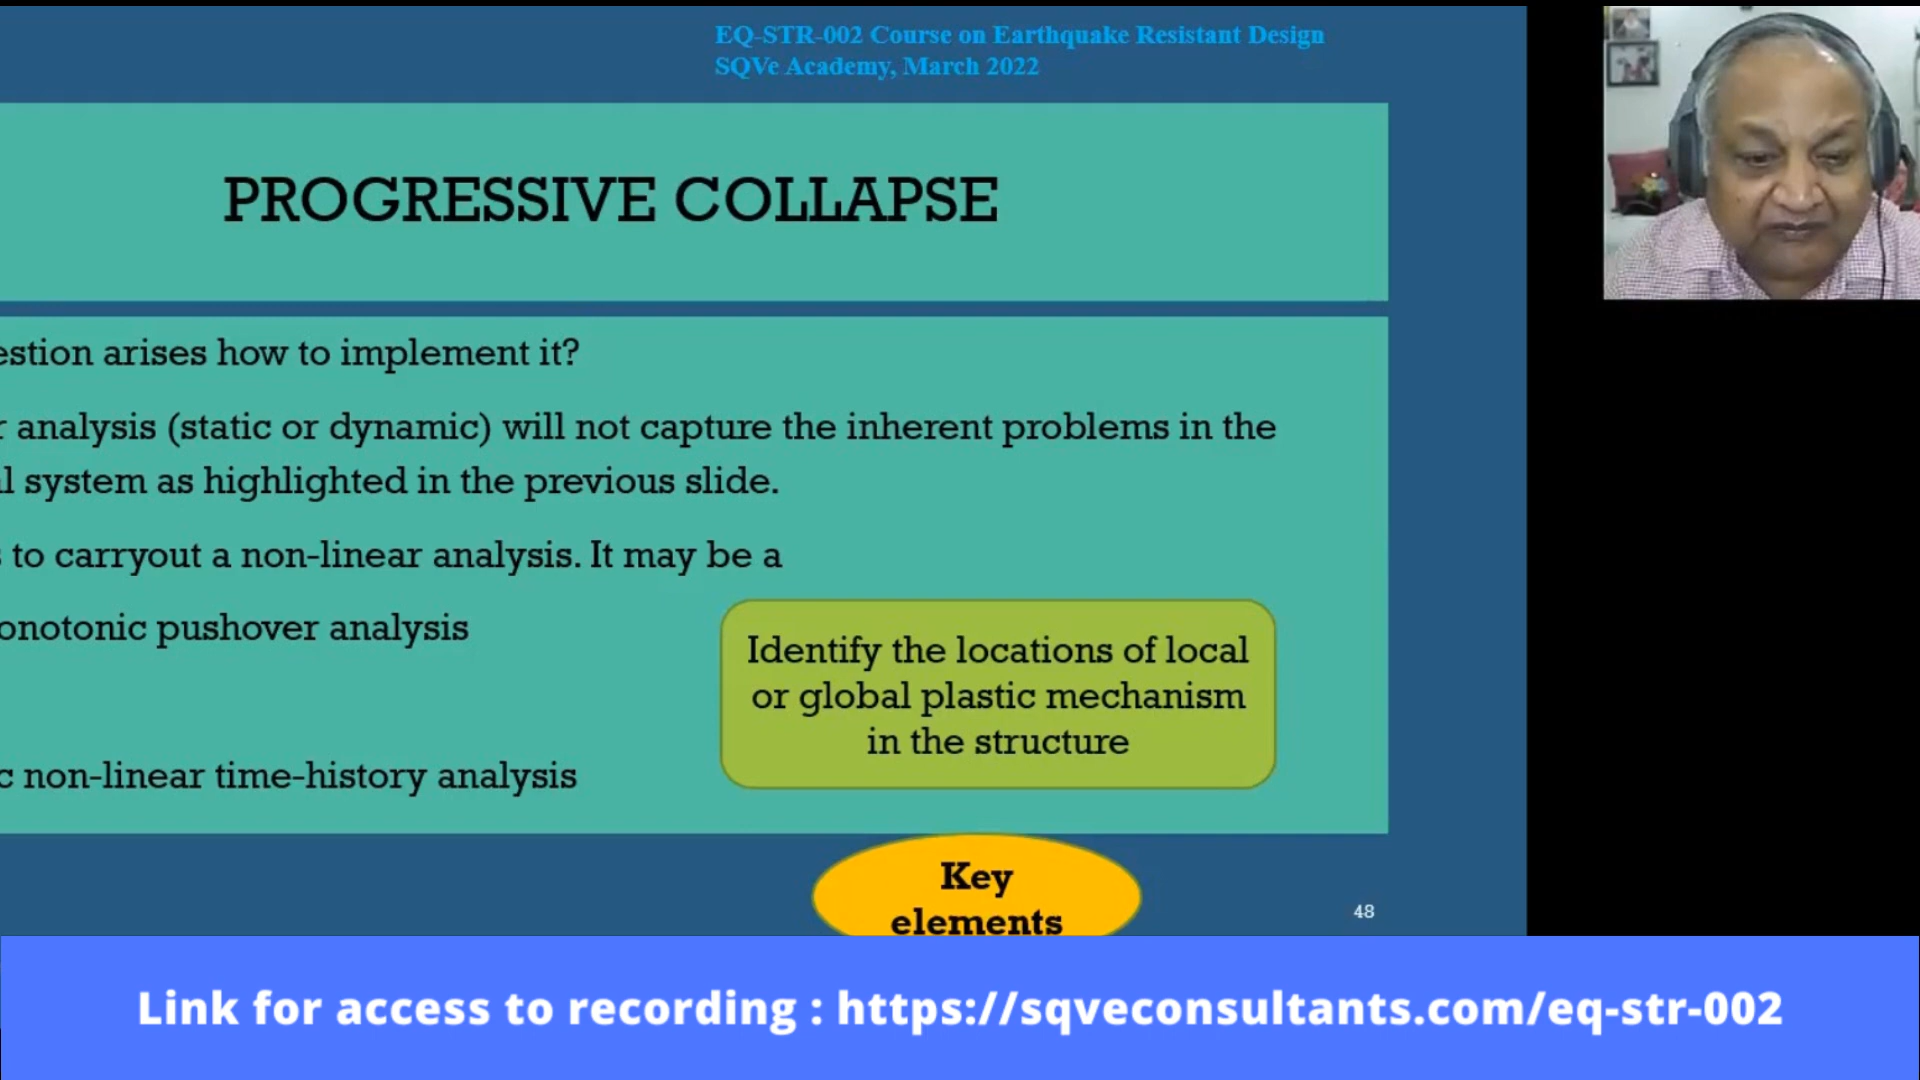 EQ-STR-002 Course on Earthquake Resistant Design
SQVe Academy, March 2022
PROGRESSIVE COLLAPSE
estion arises how to implement it?
r analysis (static or dynamic) will not capture the inherent problems in the
l system as highlighted in the previous slide.
s to carryout a non-linear analysis. It may be a
onotonic pushover analysis
Identify the locations of local
or global plastic mechanism
in the structure
c non-linear time-history analysis
Key
elements
48
Link for access to recording : https://sqveconsultants.com/eq-str-002